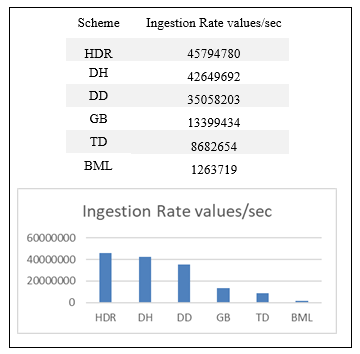 Scheme Ingestion Rate values/sec
HDR 45794780
DH 42649692
DD 35058203
GB 13399434
TD 8682654
BML 1263719
Ingestion Rate values/sec
60000000
40000000
20000000
0
HDR DH DD GB TD BML